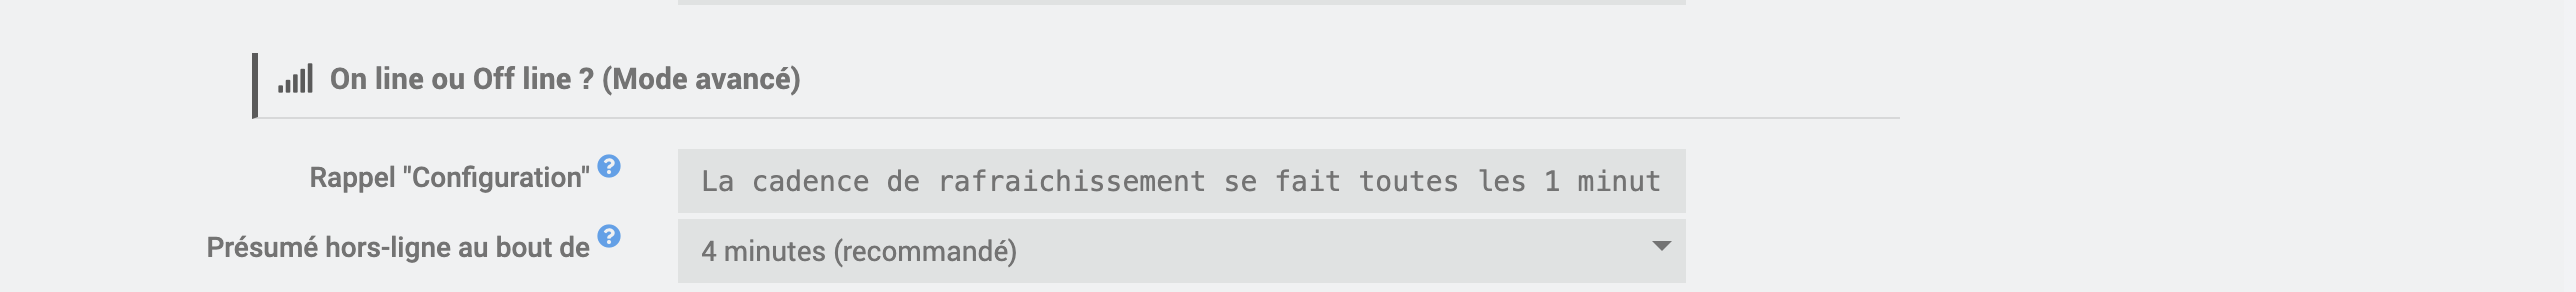 On line ou Off line ? (Mode avancé)
Rappel "Configuration" ?
La cadence de rafraichissement se fait toutes les 1 minut
Présumé hors-ligne au bout de ?
4 minutes (recommandé)